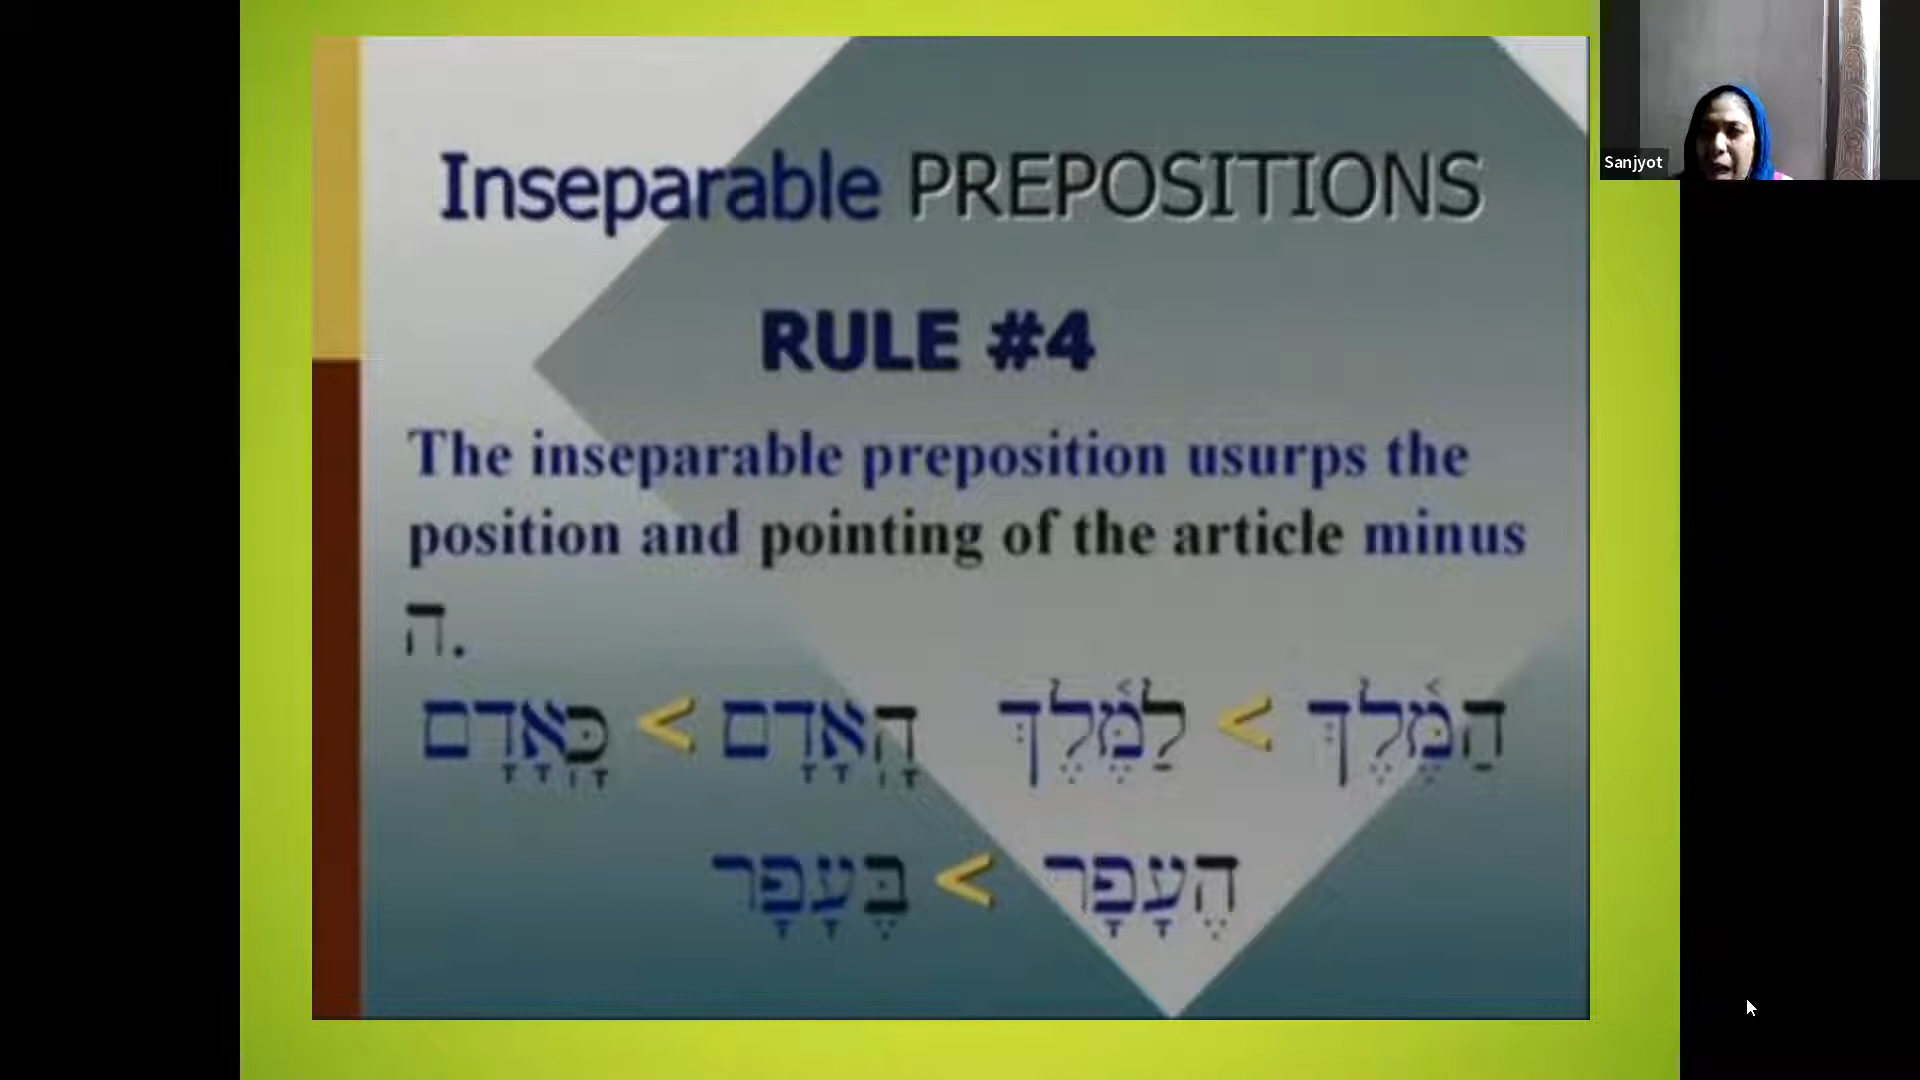 Inseparable PREPOSITIONS
RULE #4
The inseparable preposition usurps the
position and pointing of the article minus
ה.
הַמֶּ֫לֶךְ > לַמֶּ֫לֶךְ הָֽאָדָם > כָּֽאָדָם
הֶעָפָר > בֶּעָפָר
Sanjyot